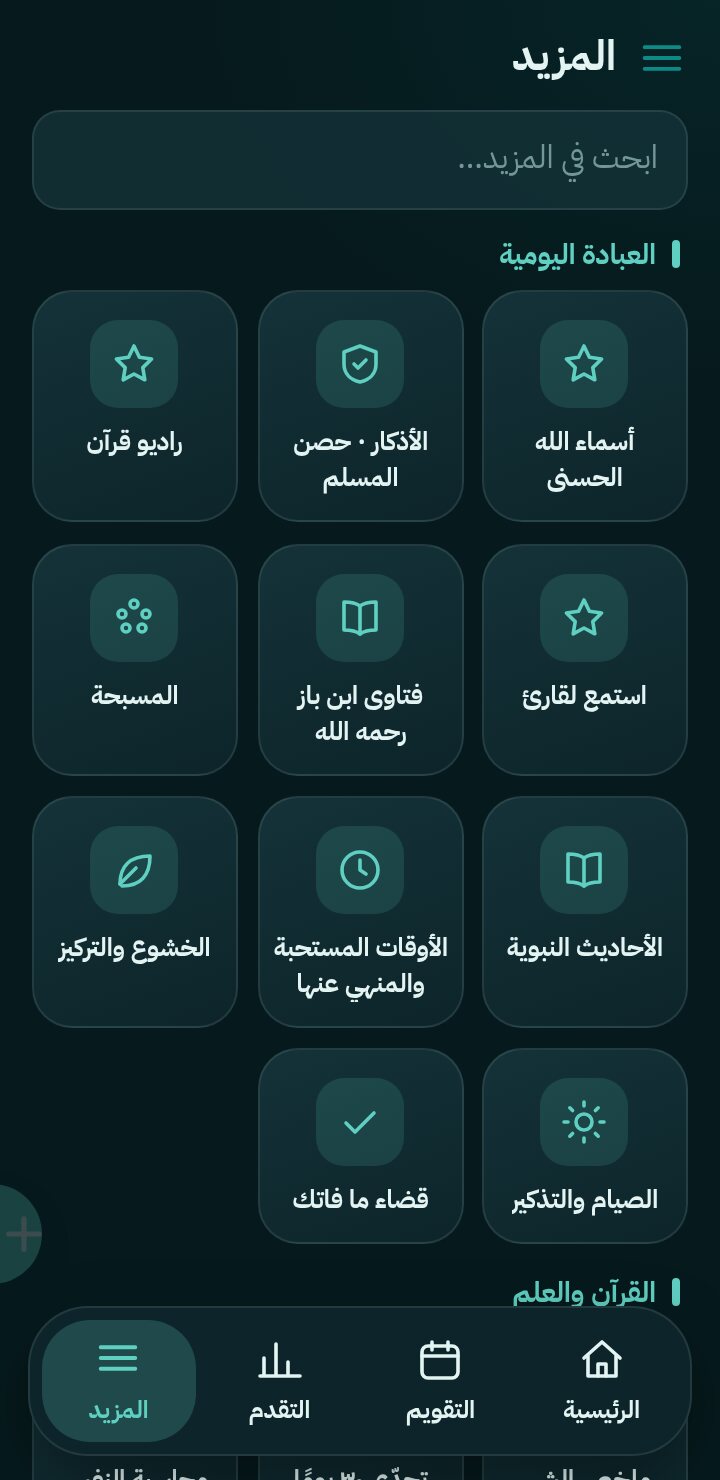 المزيد
ابحث في المزيد...
العبادة اليومية
أسماء الله
الحسنى
الأذكار · حصن
المسلم
راديو قرآن
استمع لقارئ
فتاوى ابن باز
رحمه الله
المسبحة
الأحاديث النبوية
الأوقات المستحبة
والمنهي عنها
الخشوع والتركيز
الصيام والتذكير
قضاء ما فاتك
القرآن والعلم
الرئيسية
التقويم
التقدم
المزيد